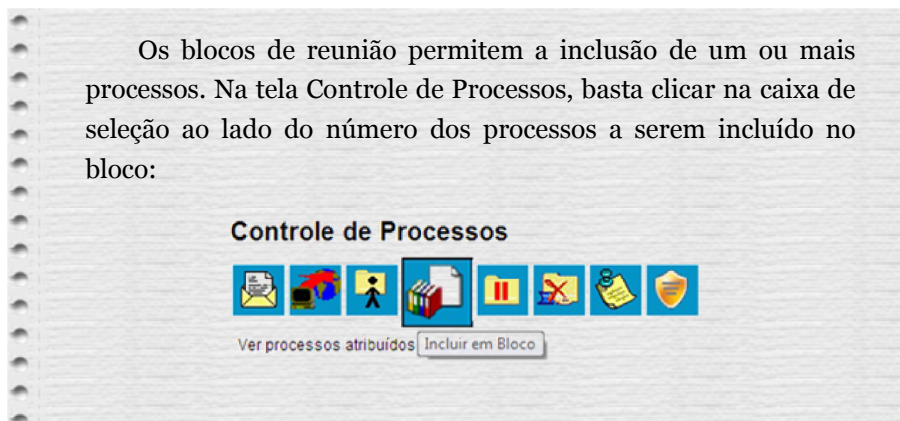 Os blocos de reunião permitem a inclusão de um ou mais
processos. Na tela Controle de Processos, basta clicar na caixa de
seleção ao lado do número dos processos a serem incluído no
bloco:
Controle de Processos
Ver processos atribuídos Incluir em Bloco